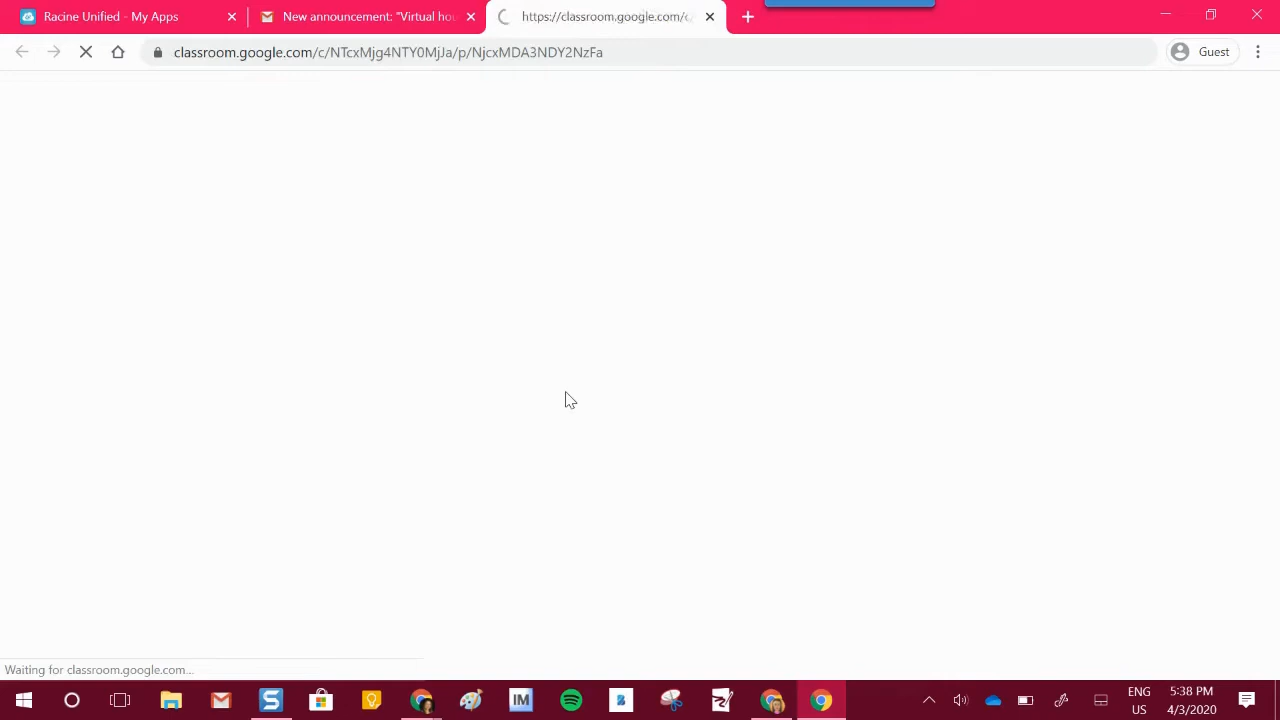 Racine Unified - My Apps
New announcement: "Virtual hou
https://classroom.google.com/c/
classroom.google.com/c/NTcxMjg4NTY0MjJa/p/NjcxMDA3NDY2NzFa
Guest
Waiting for classroom.google.com...
IM
ENG
US
5:38 PM
4/3/2020